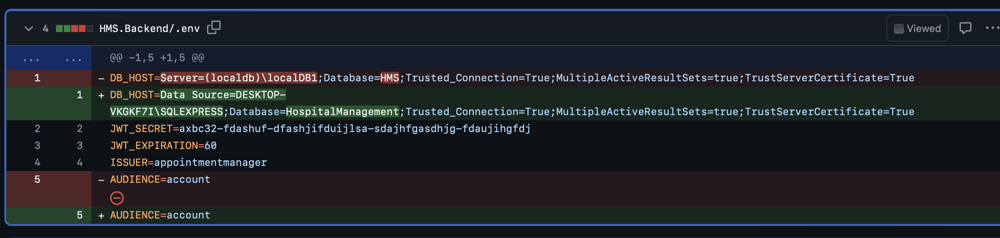 4 HMS.Backend/.env Viewed
... ... @@ -1,5 +1,5 @@
1 - DB_HOST=Server=(localdb)\localDB1;Database=HMS;Trusted_Connection=True;MultipleActiveResultSets=true;TrustServerCertificate=True
1 + DB_HOST=Data Source=DESKTOP-
VKGKF7I\SQLEXPRESS;Database=HospitalManagement;Trusted_Connection=True;MultipleActiveResultSets=true;TrustServerCertificate=True
2 2 JWT_SECRET=axbc32-fdashuf-dfashjifduijlsa-sdajhfgasdhjg-fdaujihgfdj
3 3 JWT_EXPIRATION=60
4 4 ISSUER=appointmentmanager
5 - AUDIENCE=account
5 + AUDIENCE=account